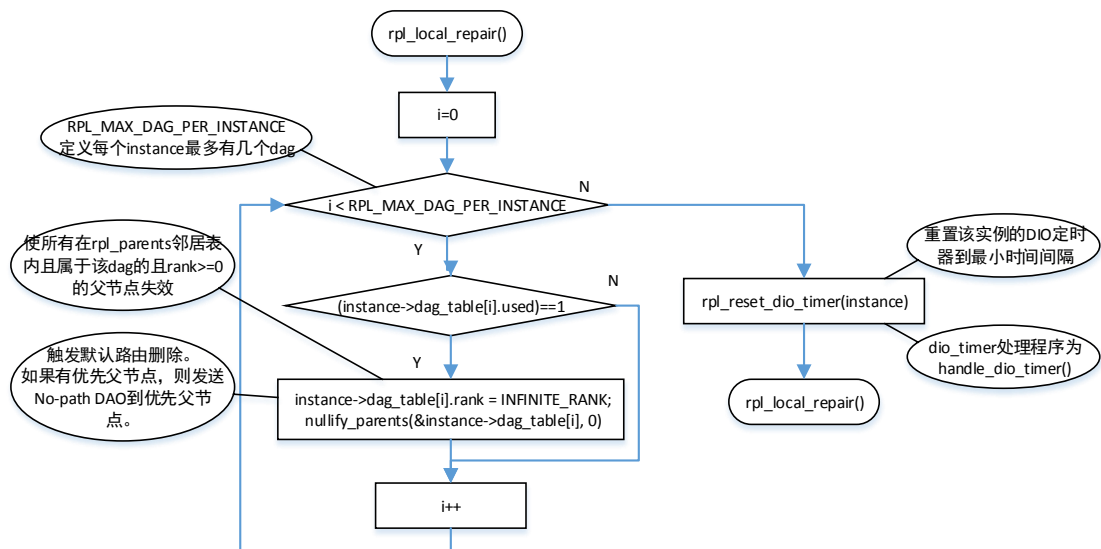 rpl_local_repair()
i=0
RPL_MAX_DAG_PER_INSTANCE
定义每个instance最多有几个dag
i < RPL_MAX_DAG_PER_INSTANCE
N
Y
使所有在rpl_parents邻居表
内且属于该dag的且rank>=0
的父节点失效
(instance->dag_table[i].used)==1
N
Y
重置该实例的DIO定时
器到最小时间间隔
rpl_reset_dio_timer(instance)
dio_timer处理程序为
handle_dio_timer()
触发默认路由删除。
如果有优先父节点，则发送
No-path DAO到优先父节
点。
instance->dag_table[i].rank = INFINITE_RANK;
nullify_parents(&instance->dag_table[i], 0)
rpl_local_repair()
i++